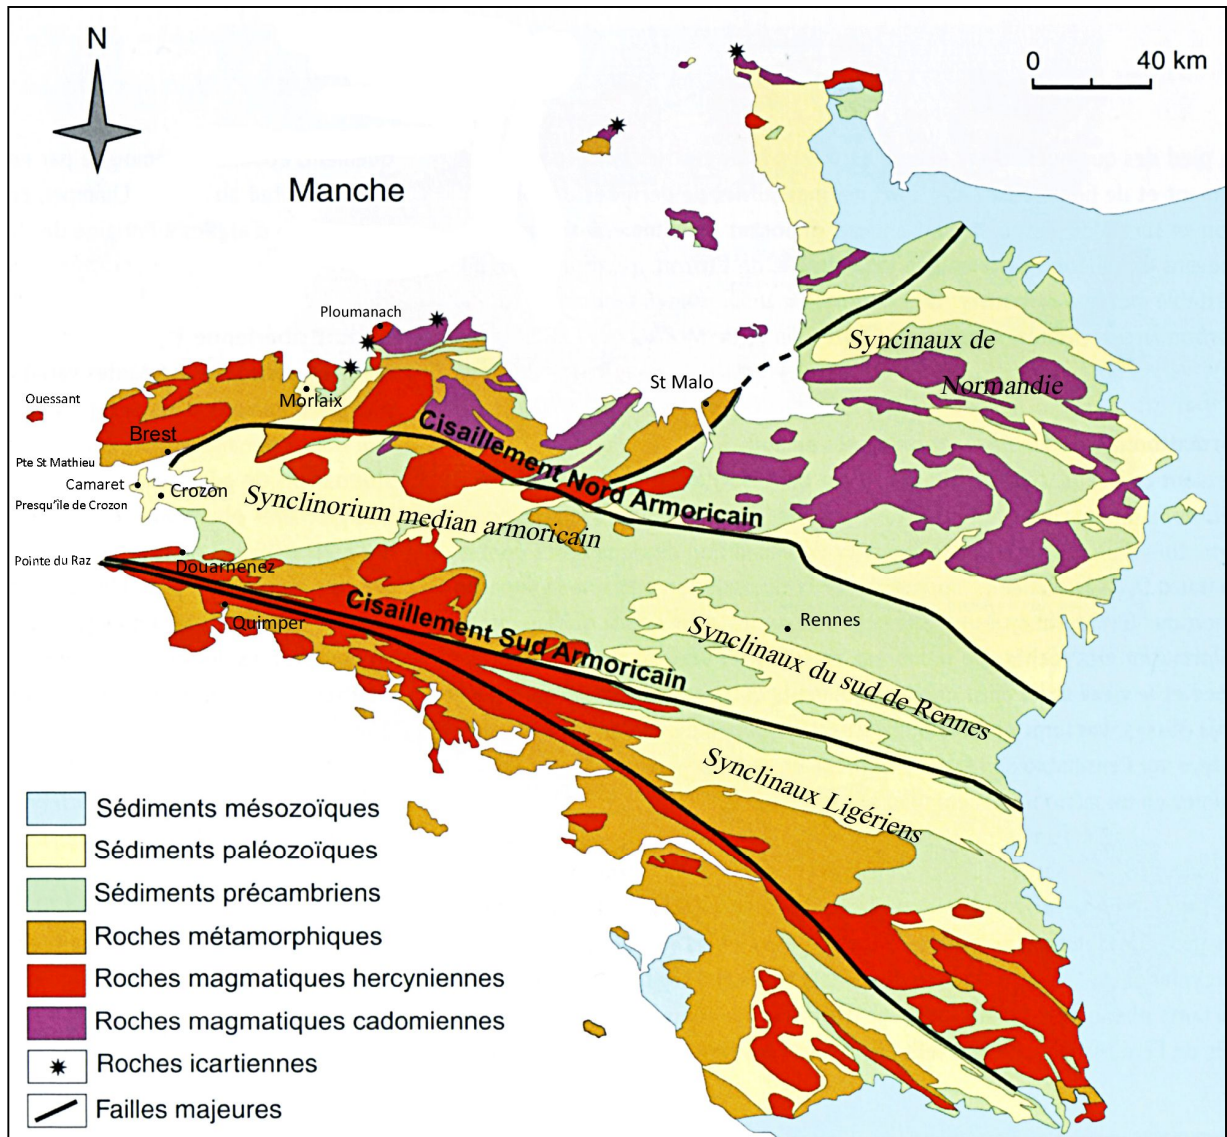 N
0 40 km
Manche
Ploumanach
Syncinaux de
Normandie
St Malo
Ouessant
Morlaix
Brest
Cisaillement Nord Armoricain
Pte St Mathieu
Camaret
Crozon
Presqu'île de Crozon
Synclinorium median armoricain
Pointe du Raz
Douarnenez
Cisaillement Sud Armoricain
Quimper
Rennes
Synclinaux du sud de Rennes
Synclinaux Ligériens
Sédiments mésozoïques
Sédiments paléozoïques
Sédiments précambriens
Roches métamorphiques
Roches magmatiques hercyniennes
Roches magmatiques cadomiennes
Roches icartiennes
Failles majeures